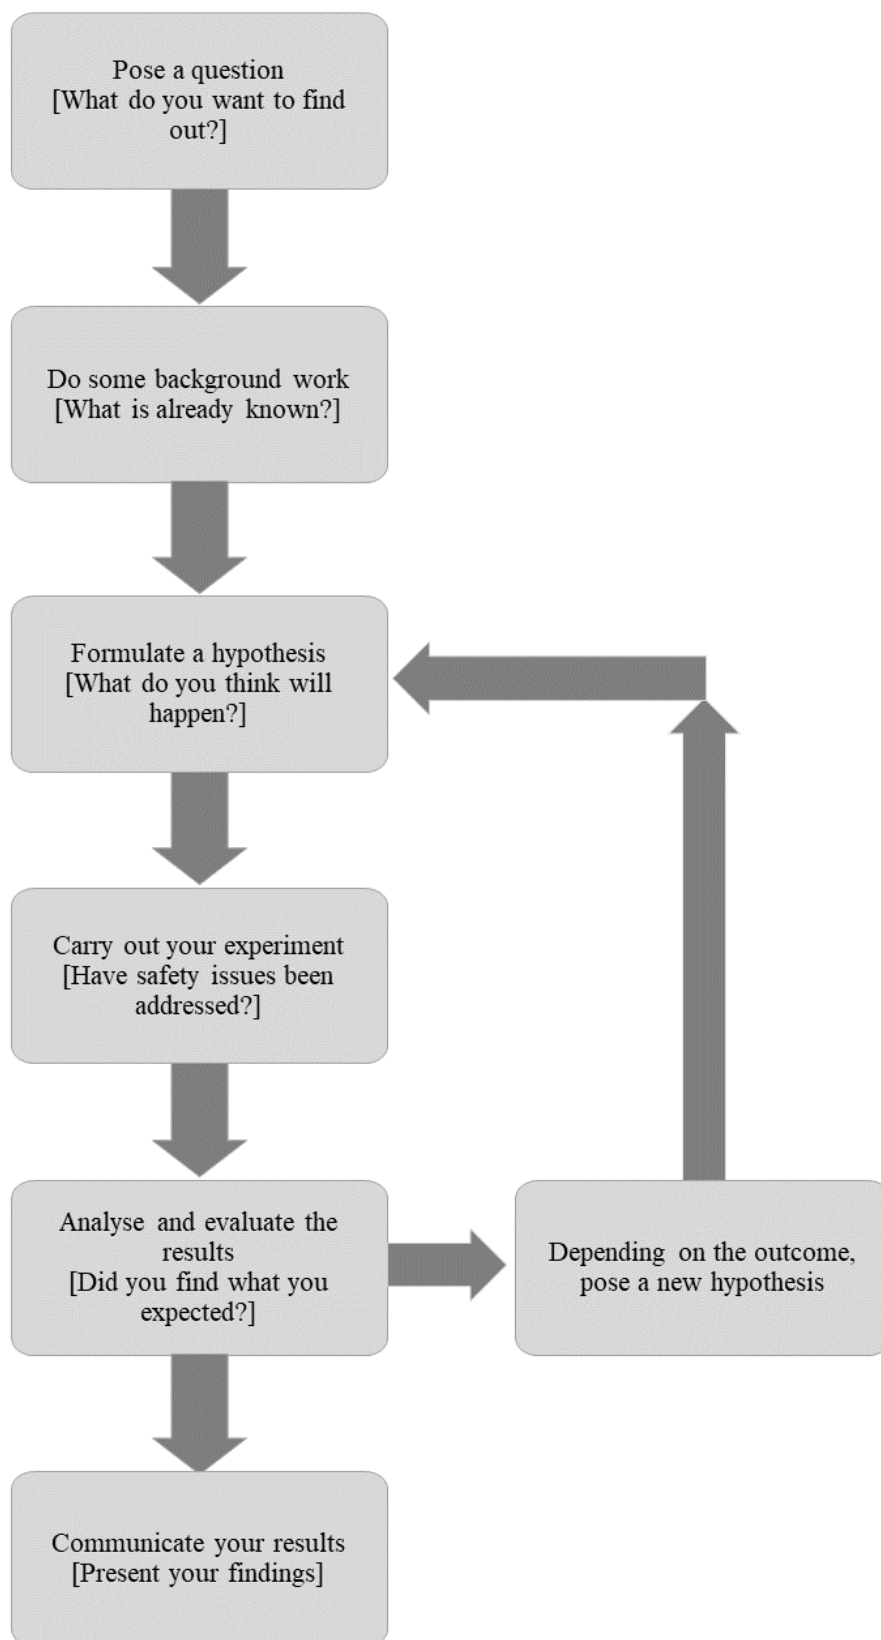 Pose a question
[What do you want to find
out?]
Do some background work
[What is already known?]
Formulate a hypothesis
[What do you think will
happen?]
Carry out your experiment
[Have safety issues been
addressed?]
Analyse and evaluate the
results
[Did you find what you
expected?]
Depending on the outcome,
pose a new hypothesis
Communicate your results
[Present your findings]